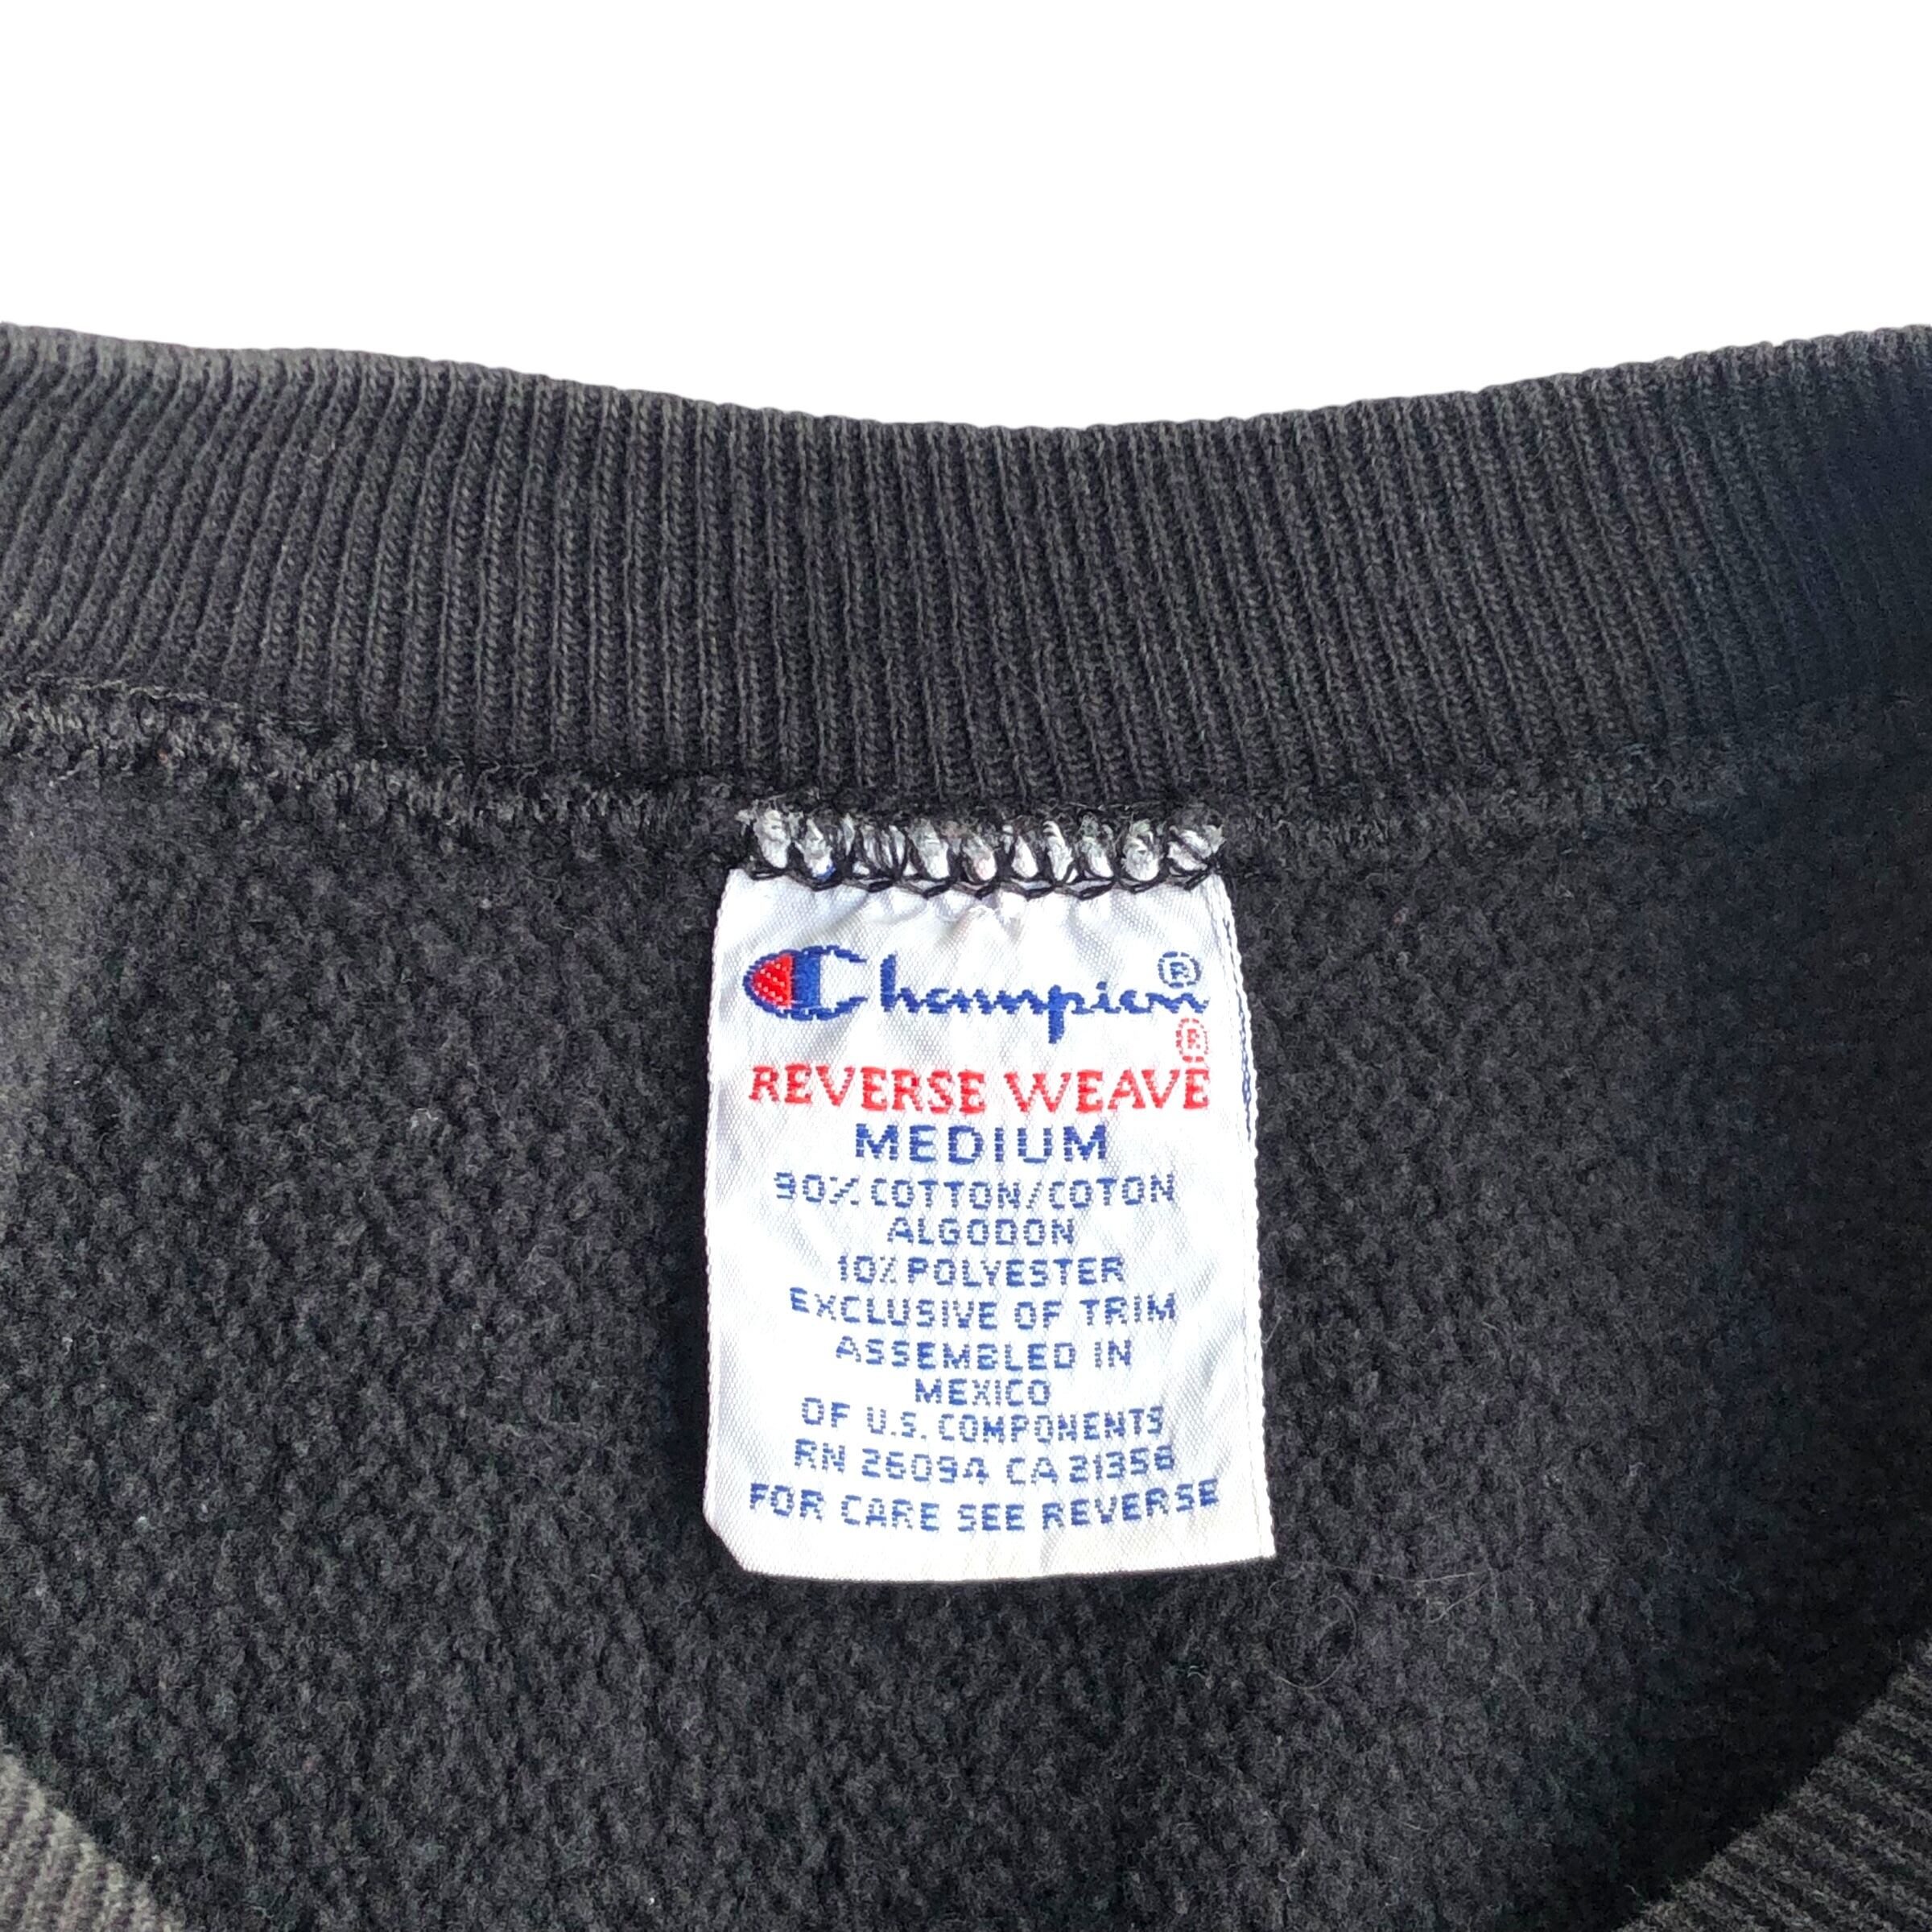 Champion®
REVERSE WEAVE®
MEDIUM
90% COTTON/COTON
ALGODON
10% POLYESTER
EXCLUSIVE OF TRIM
ASSEMBLED IN
MEXICO
OF U.S. COMPONENTS
RN 26094 CA 21356
FOR CARE SEE REVERSE